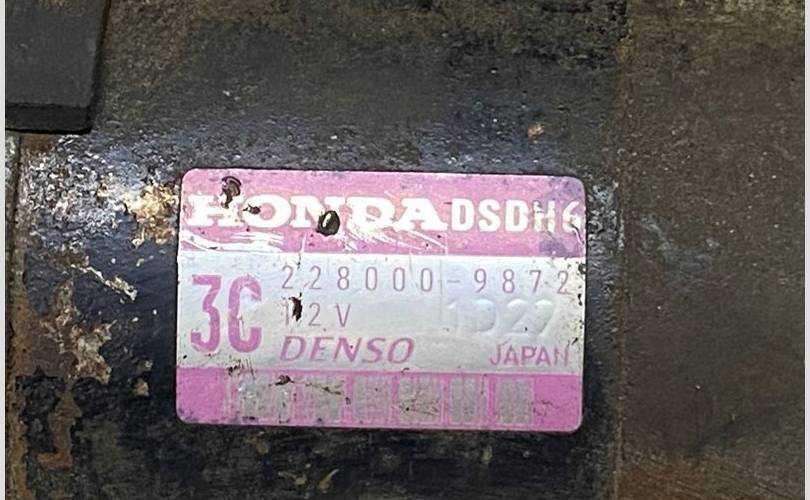 HONDA DSDH6
3C
228000-9872
12V
DENSO JAPAN